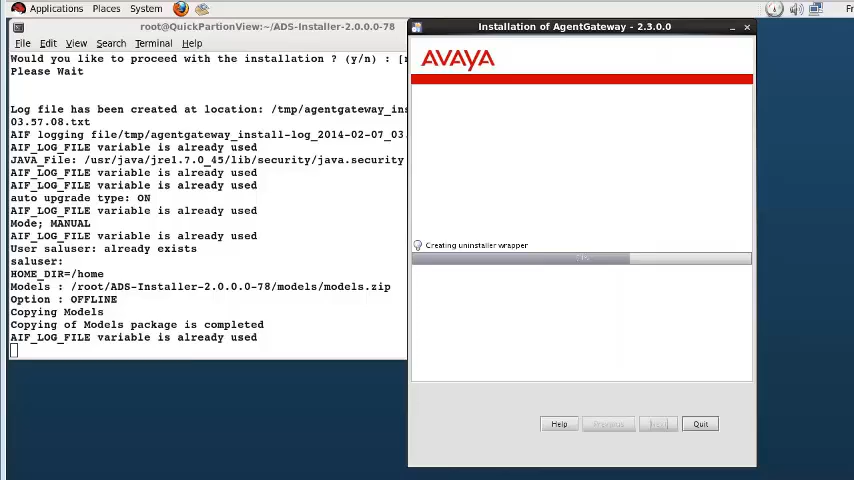 Applications Places System
Fr
root@QuickPartionView:~/ADS-Installer-2.0.0.0-78
File Edit View Search Terminal Help
Would you like to proceed with the installation ? (y/n) : [
Please Wait
Log file has been created at location: /tmp/agentgateway_ins
03.57.08.txt
AIF logging file/tmp/agentgateway_install-log_2014-02-07_03.
AIF_LOG_FILE variable is already used
JAVA_File: /usr/java/jre1.7.0_45/lib/security/java.security
AIF_LOG_FILE variable is already used
AIF_LOG_FILE variable is already used
auto upgrade type: ON
AIF_LOG_FILE variable is already used
Mode; MANUAL
AIF_LOG_FILE variable is already used
User saluser: already exists
saluser:
HOME_DIR=/home
Models : /root/ADS-Installer-2.0.0.0-78/models/models.zip
Option : OFFLINE
Copying Models
Copying of Models package is completed
AIF_LOG_FILE variable is already used
Installation of AgentGateway - 2.3.0.0
AVAYA
Creating uninstaller wrapper
Help Previous Next Quit